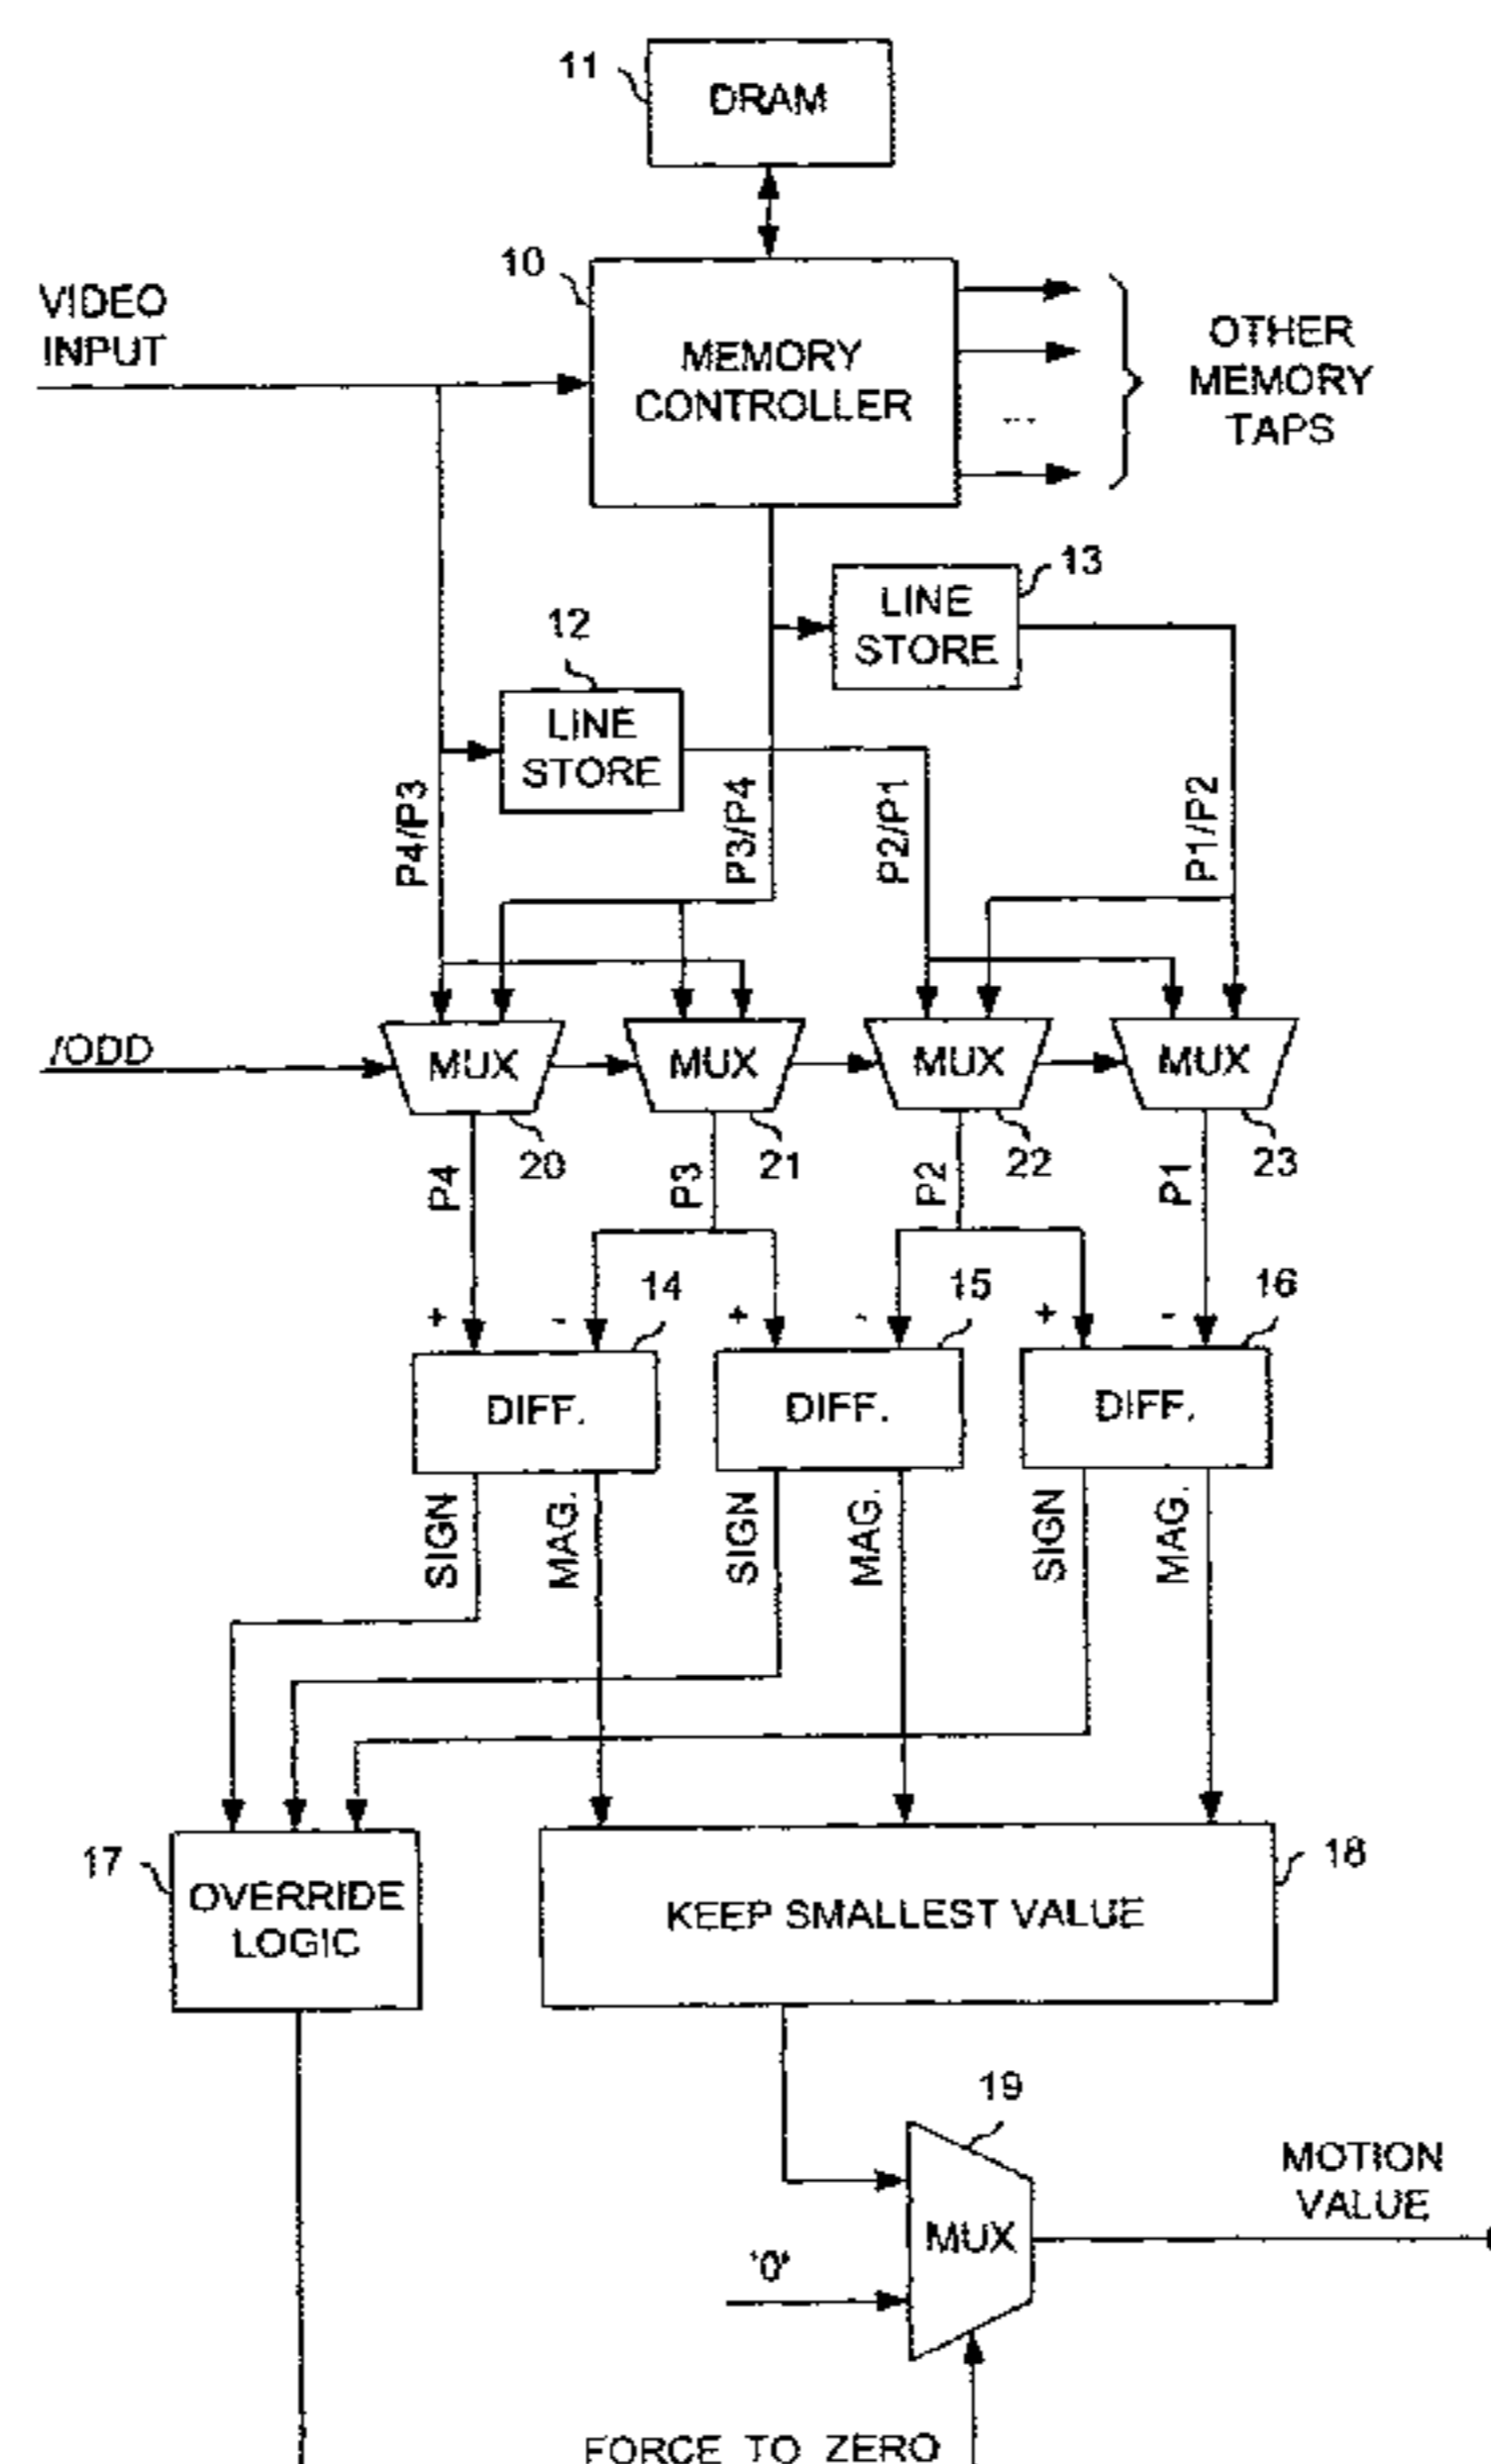 11
DRAM
10
VIDEO
INPUT
MEMORY
CONTROLLER
OTHER
MEMORY
TAPS
...
13
LINE
STORE
12
LINE
STORE
P4/P3
P3/P4
P2/P1
P1/P2
/ODD
MUX
MUX
MUX
MUX
20
21
22
23
P4
P3
P2
P1
14
15
16
+
-
+
-
+
-
DIFF.
DIFF.
DIFF.
SIGN
MAG.
SIGN
MAG.
SIGN
MAG.
17
OVERRIDE
LOGIC
18
KEEP SMALLEST VALUE
19
MUX
MOTION
VALUE
'0'
FORCE TO ZERO